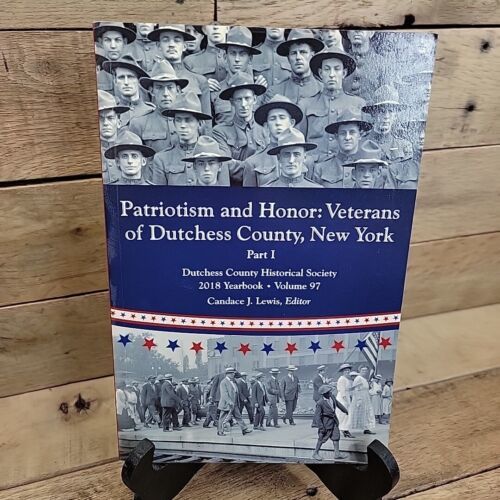 Patriotism and Honor: Veterans
of Dutchess County, New York
Part I
Dutchess County Historical Society
2018 Yearbook • Volume 97
Candace J. Lewis, Editor